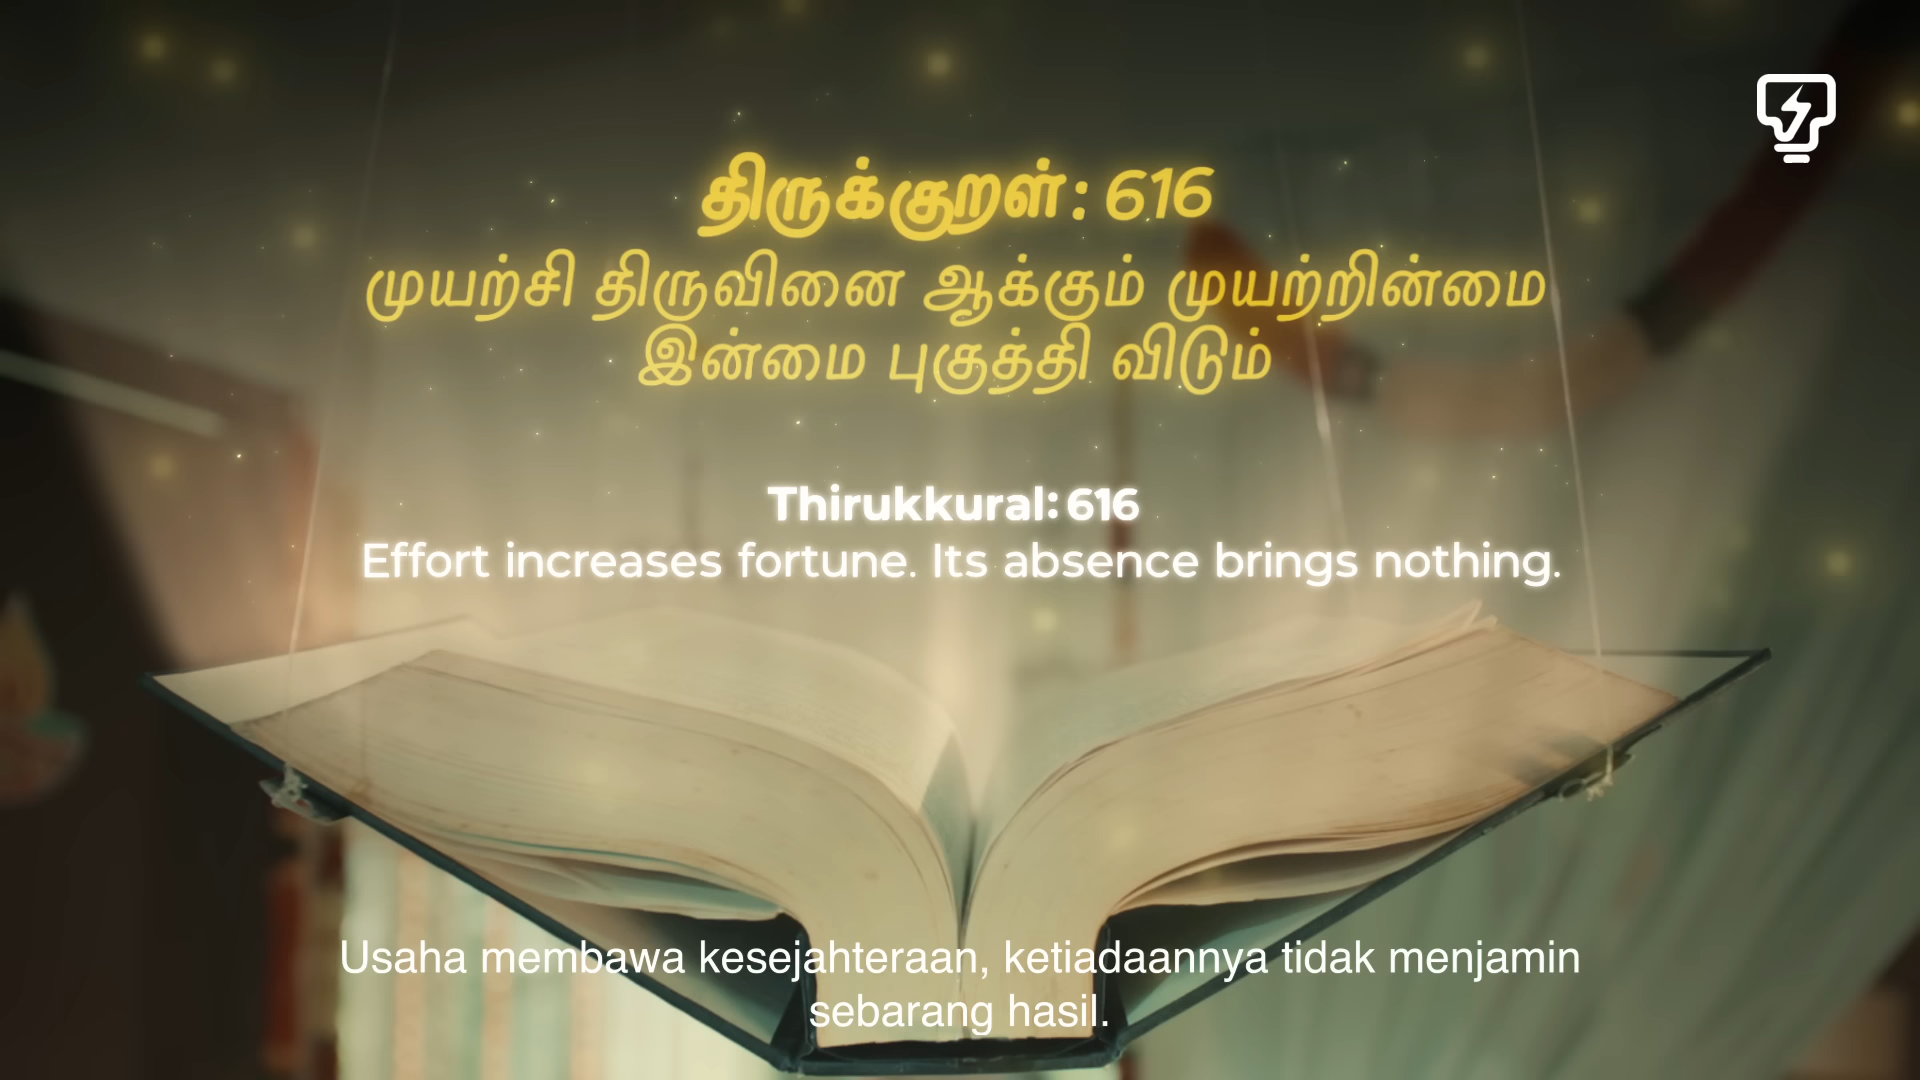 திருக்குறள்: 616
முயற்சி திருவினை ஆக்கும் முயற்றின்மை
இன்மை புகுத்தி விடும்
Thirukkural: 616
Effort increases fortune. Its absence brings nothing.
Usaha membawa kesejahteraan, ketiadaannya tidak menjamin
sebarang hasil.